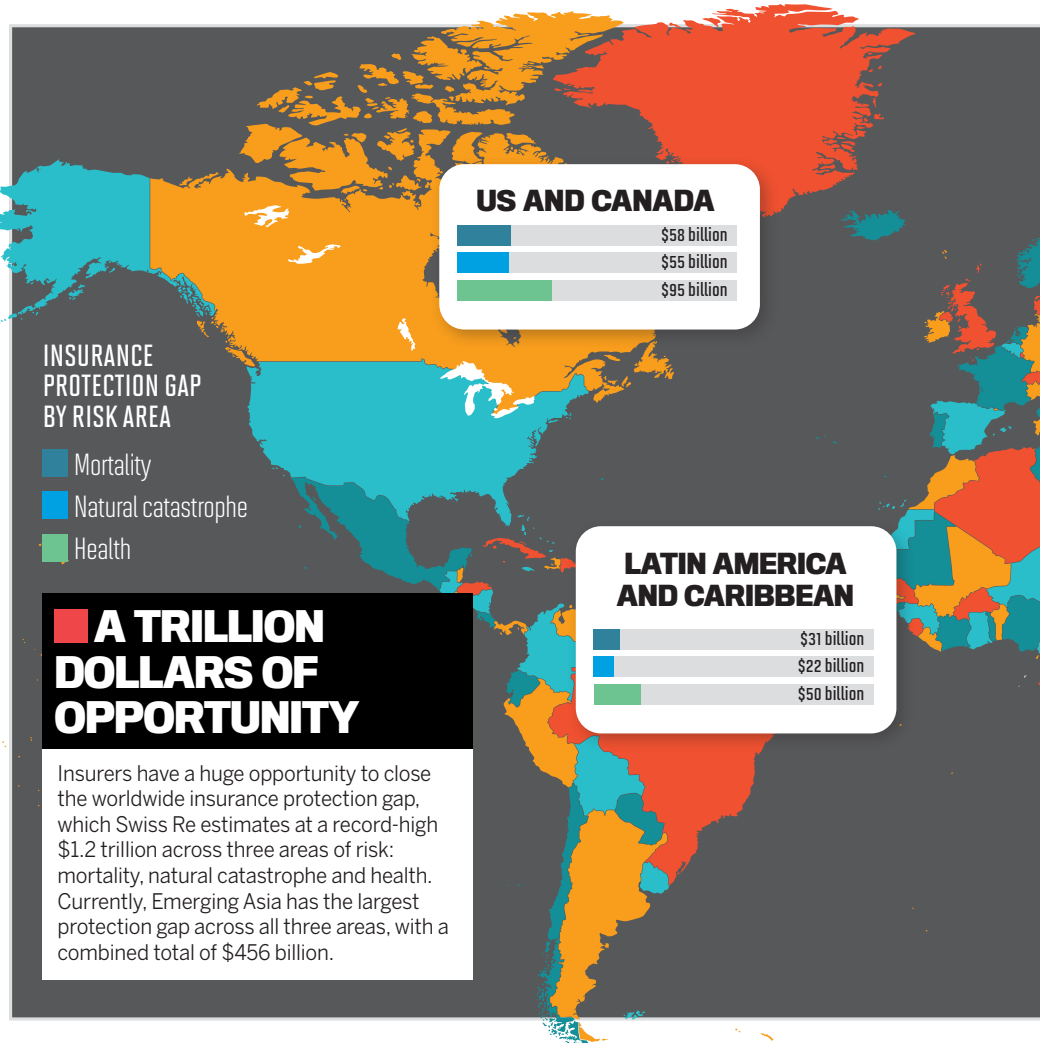 US AND CANADA
$58 billion
$55 billion
$95 billion
INSURANCE
PROTECTION GAP
BY RISK AREA
Mortality
Natural catastrophe
Health
LATIN AMERICA
AND CARIBBEAN
$31 billion
$22 billion
$50 billion
A TRILLION
DOLLARS OF
OPPORTUNITY
Insurers have a huge opportunity to close
the worldwide insurance protection gap,
which Swiss Re estimates at a record-high
$1.2 trillion across three areas of risk:
mortality, natural catastrophe and health.
Currently, Emerging Asia has the largest
protection gap across all three areas, with a
combined total of $456 billion.